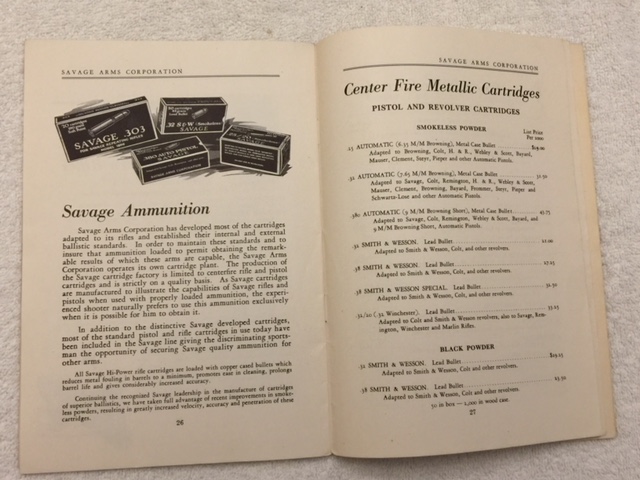 SAVAGE ARMS CORPORATION
SAVAGE .303
32 S & W
SAVAGE
.380 AUTO PISTOL
SAVAGE
Savage Ammunition
Savage Arms Corporation has developed most of the cartridges
adapted to its rifles and established their internal and external
ballistic standards. In order to maintain these standards and to
insure that ammunition loaded to permit obtaining the remark-
able results of which these arms are capable, the Savage Arms
Corporation operates its own cartridge plant. The production of
the Savage cartridge factory is limited to centerfire rifle and pistol
cartridges and is strictly on a quality basis. As Savage cartridges
are manufactured to illustrate the capabilities of Savage rifles and
pistols when used with properly loaded ammunition, the experi-
enced shooter naturally prefers to use this ammunition exclusively
when it is possible for him to obtain it.
In addition to the distinctive Savage developed cartridges,
most of the standard pistol and rifle cartridges in use today have
been included in the Savage line giving the discriminating sports-
man the opportunity of securing Savage quality ammunition for
other arms.
All Savage Hi-Power rifle cartridges are loaded with copper cased bullets which
reduces metal fouling in barrels to a minimum, promotes ease in cleaning, prolongs
barrel life and gives considerably increased accuracy.
Continuing the recognized Savage leadership in the manufacture of cartridges
of superior ballistics, we have taken full advantage of recent improvements in smoke-
less powders, resulting in greatly increased velocity, accuracy and penetration of these
cartridges.
26
SAVAGE ARMS CORPORATION
Center Fire Metallic Cartridges
PISTOL AND REVOLVER CARTRIDGES
SMOKELESS POWDER
List Price
Per 1000
.25 AUTOMATIC (6.35 M/M Browning), Metal Case Bullet
Adapted to Browning, Colt, H. & R., Webley & Scott, Bayard,
Mauser, Clement, Steyr, Pieper and other Automatic Pistols.
.32 AUTOMATIC (7.65 M/M Browning), Metal Case Bullet
Adapted to Savage, Colt, Remington, H. & R., Webley & Scott,
Mauser, Clement, Browning, Bayard, Frommer, Steyr, Pieper and
Schwartz-Lose and other Automatic Pistols.
.380 AUTOMATIC (9 M/M Browning Short), Metal Case Bullet
Adapted to Savage, Colt, Remington, Webley & Scott, Bayard, and
9 M/M Browning Short, Automatic Pistols.
.32 SMITH & WESSON. Lead Bullet
Adapted to Smith & Wesson, Colt, and other revolvers.
.38 SMITH & WESSON. Lead Bullet
Adapted to Smith & Wesson, Colt, and other revolvers.
.38 SMITH & WESSON SPECIAL. Lead Bullet
Adapted to Smith & Wesson, Colt, and other revolvers.
.32/20 (.32 Winchester). Lead Bullet
Adapted to Colt and Smith & Wesson revolvers, also to Savage, Rem-
ington, Winchester and Marlin Rifles.
BLACK POWDER
.32 SMITH & WESSON. Lead Bullet
Adapted to Smith & Wesson, Colt and other revolvers.
.38 SMITH & WESSON. Lead Bullet
Adapted to Smith & Wesson, Colt and other revolvers.
50 in box — 2,000 in wood case.
27